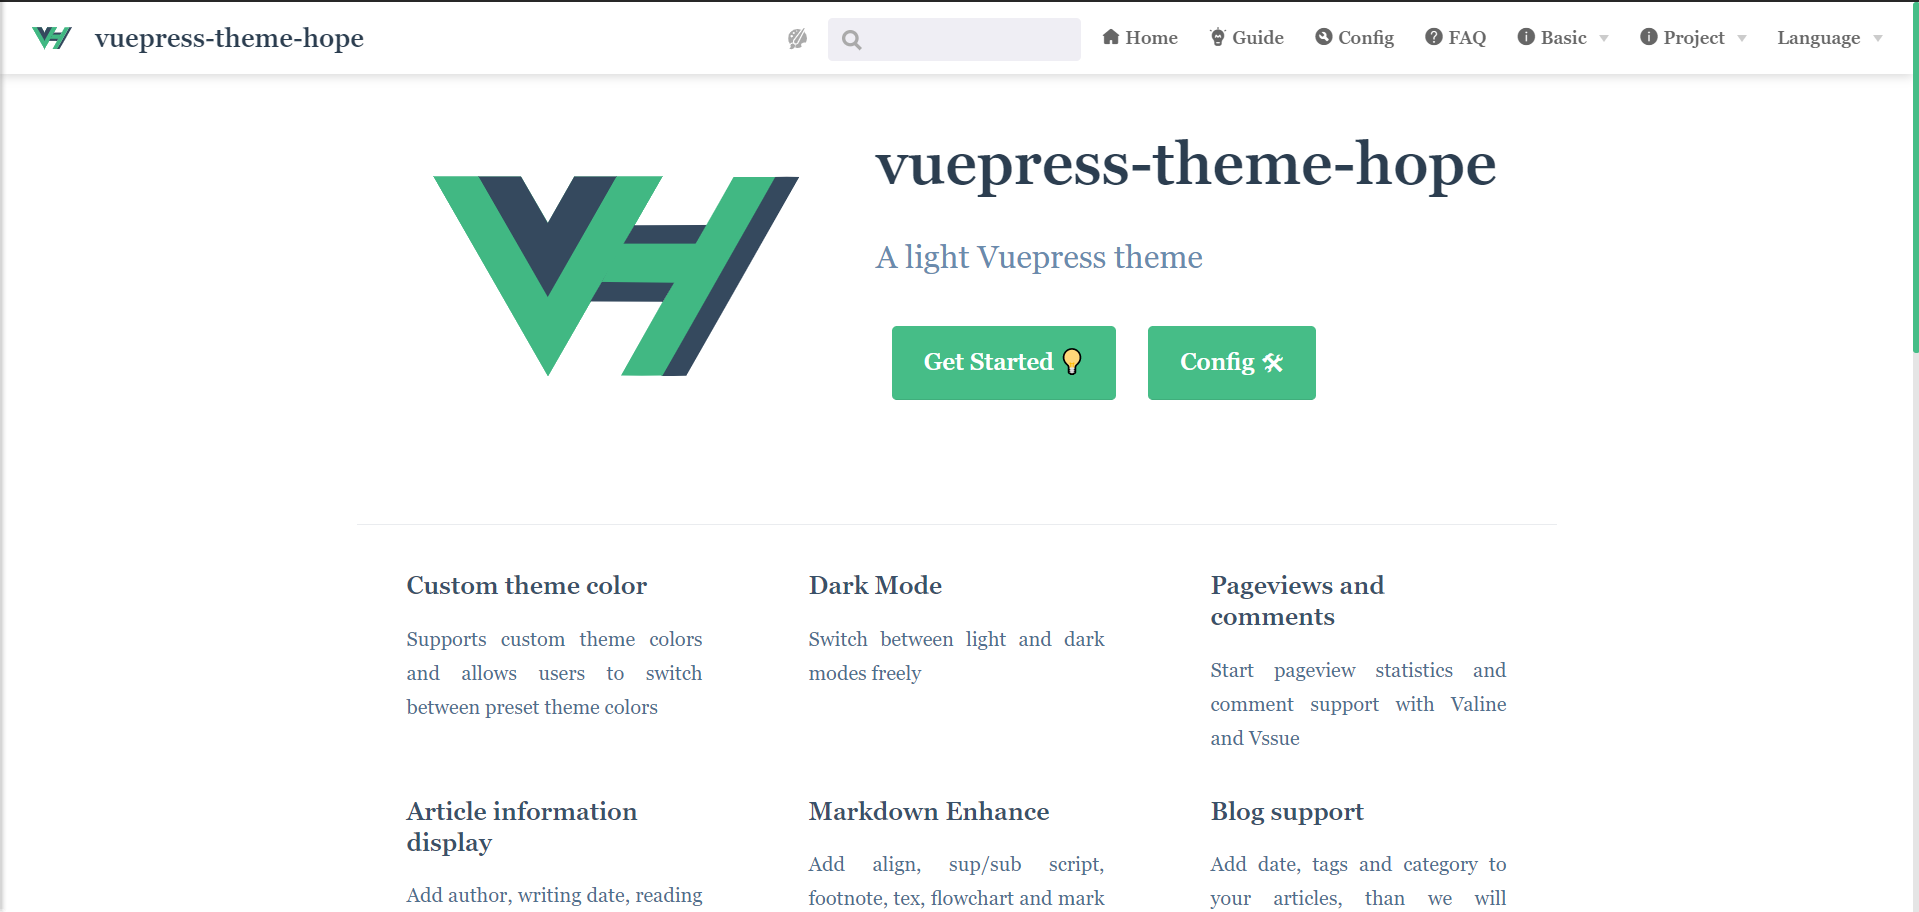 vuepress-theme-hope
Home Guide Config FAQ Basic Project Language
vuepress-theme-hope
A light Vuepress theme
Get Started 💡 Config 🛠
Custom theme color
Supports custom theme colors
and allows users to switch
between preset theme colors
Dark Mode
Switch between light and dark
modes freely
Pageviews and
comments
Start pageview statistics and
comment support with Valine
and Vssue
Article information
display
Add author, writing date, reading
Markdown Enhance
Add align, sup/sub script,
footnote, tex, flowchart and mark
Blog support
Add date, tags and category to
your articles, than we will